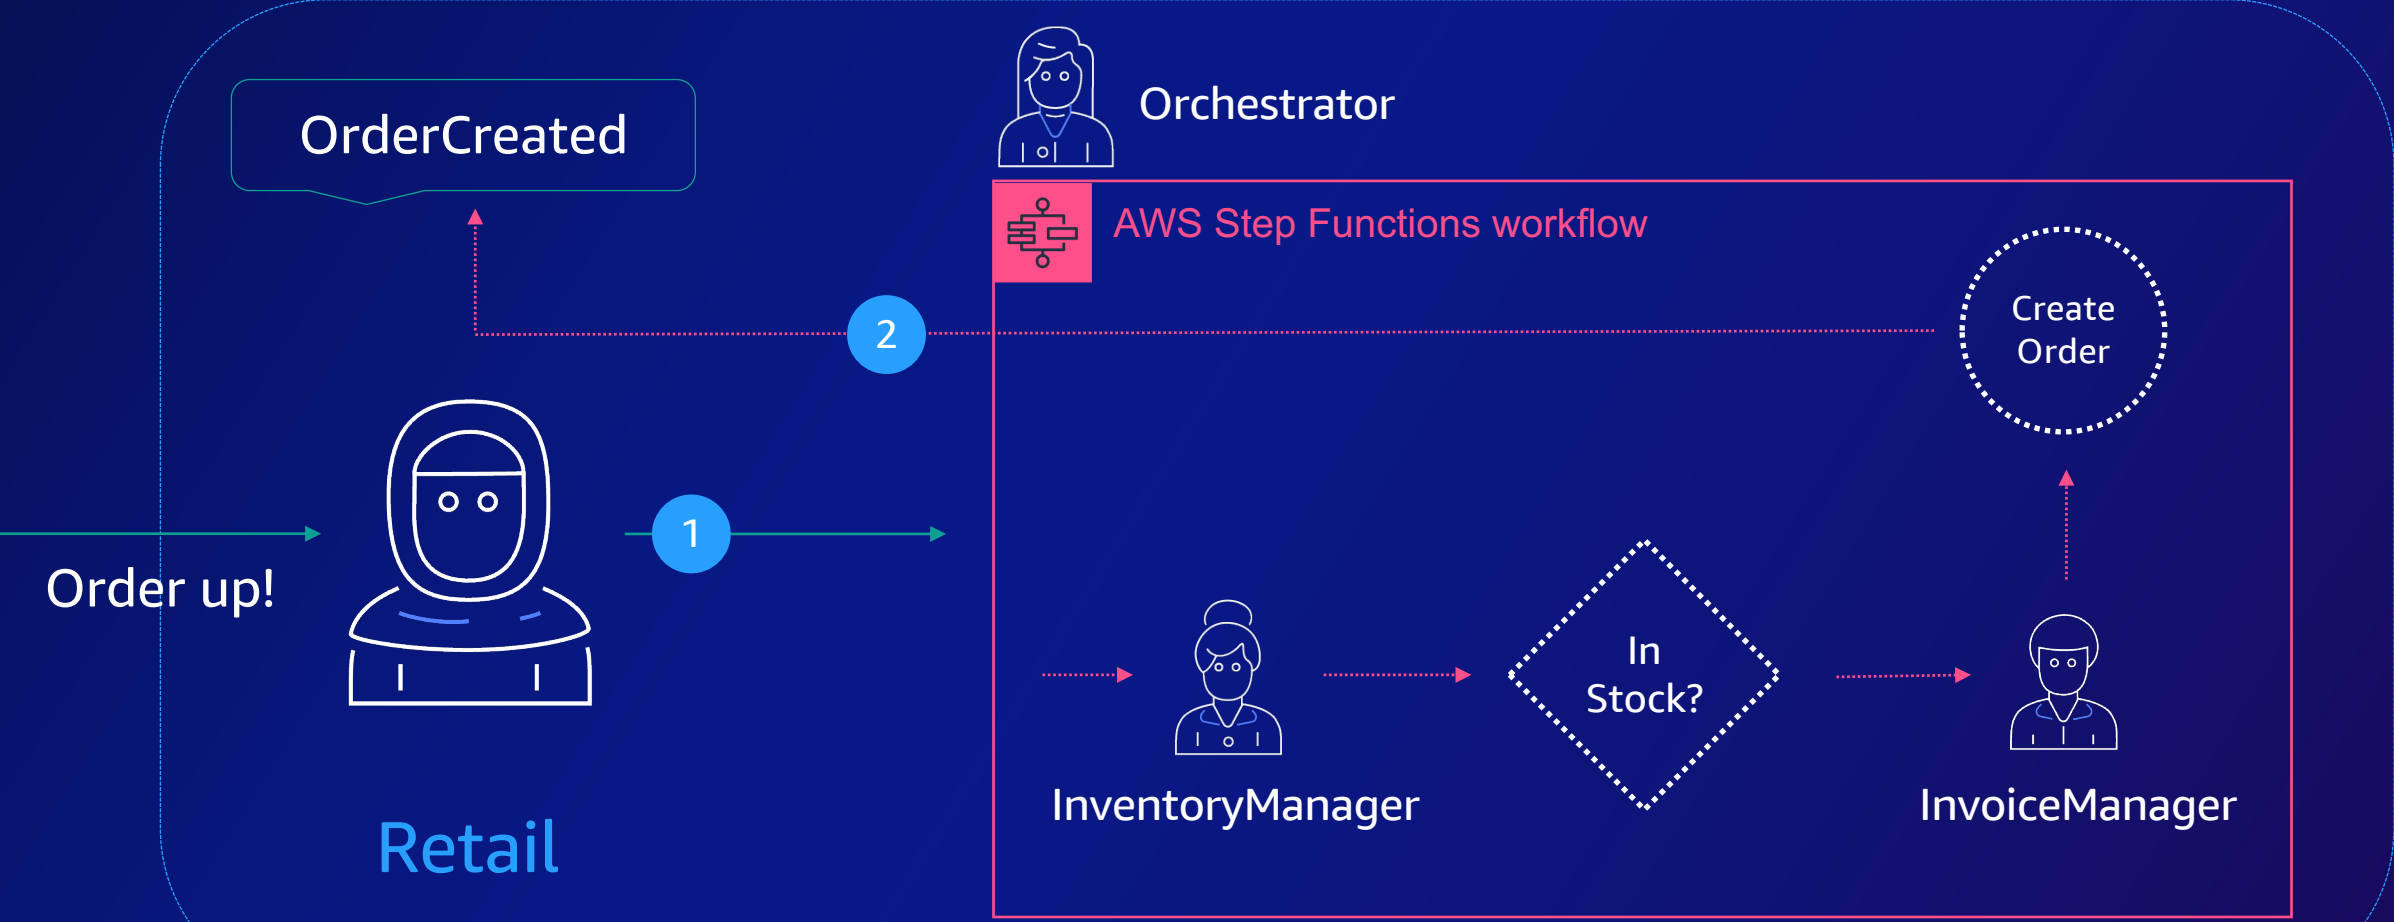 Orchestrator
OrderCreated
AWS Step Functions workflow
Create
Order
2
1
Order up!
In
Stock?
InventoryManager
InvoiceManager
Retail